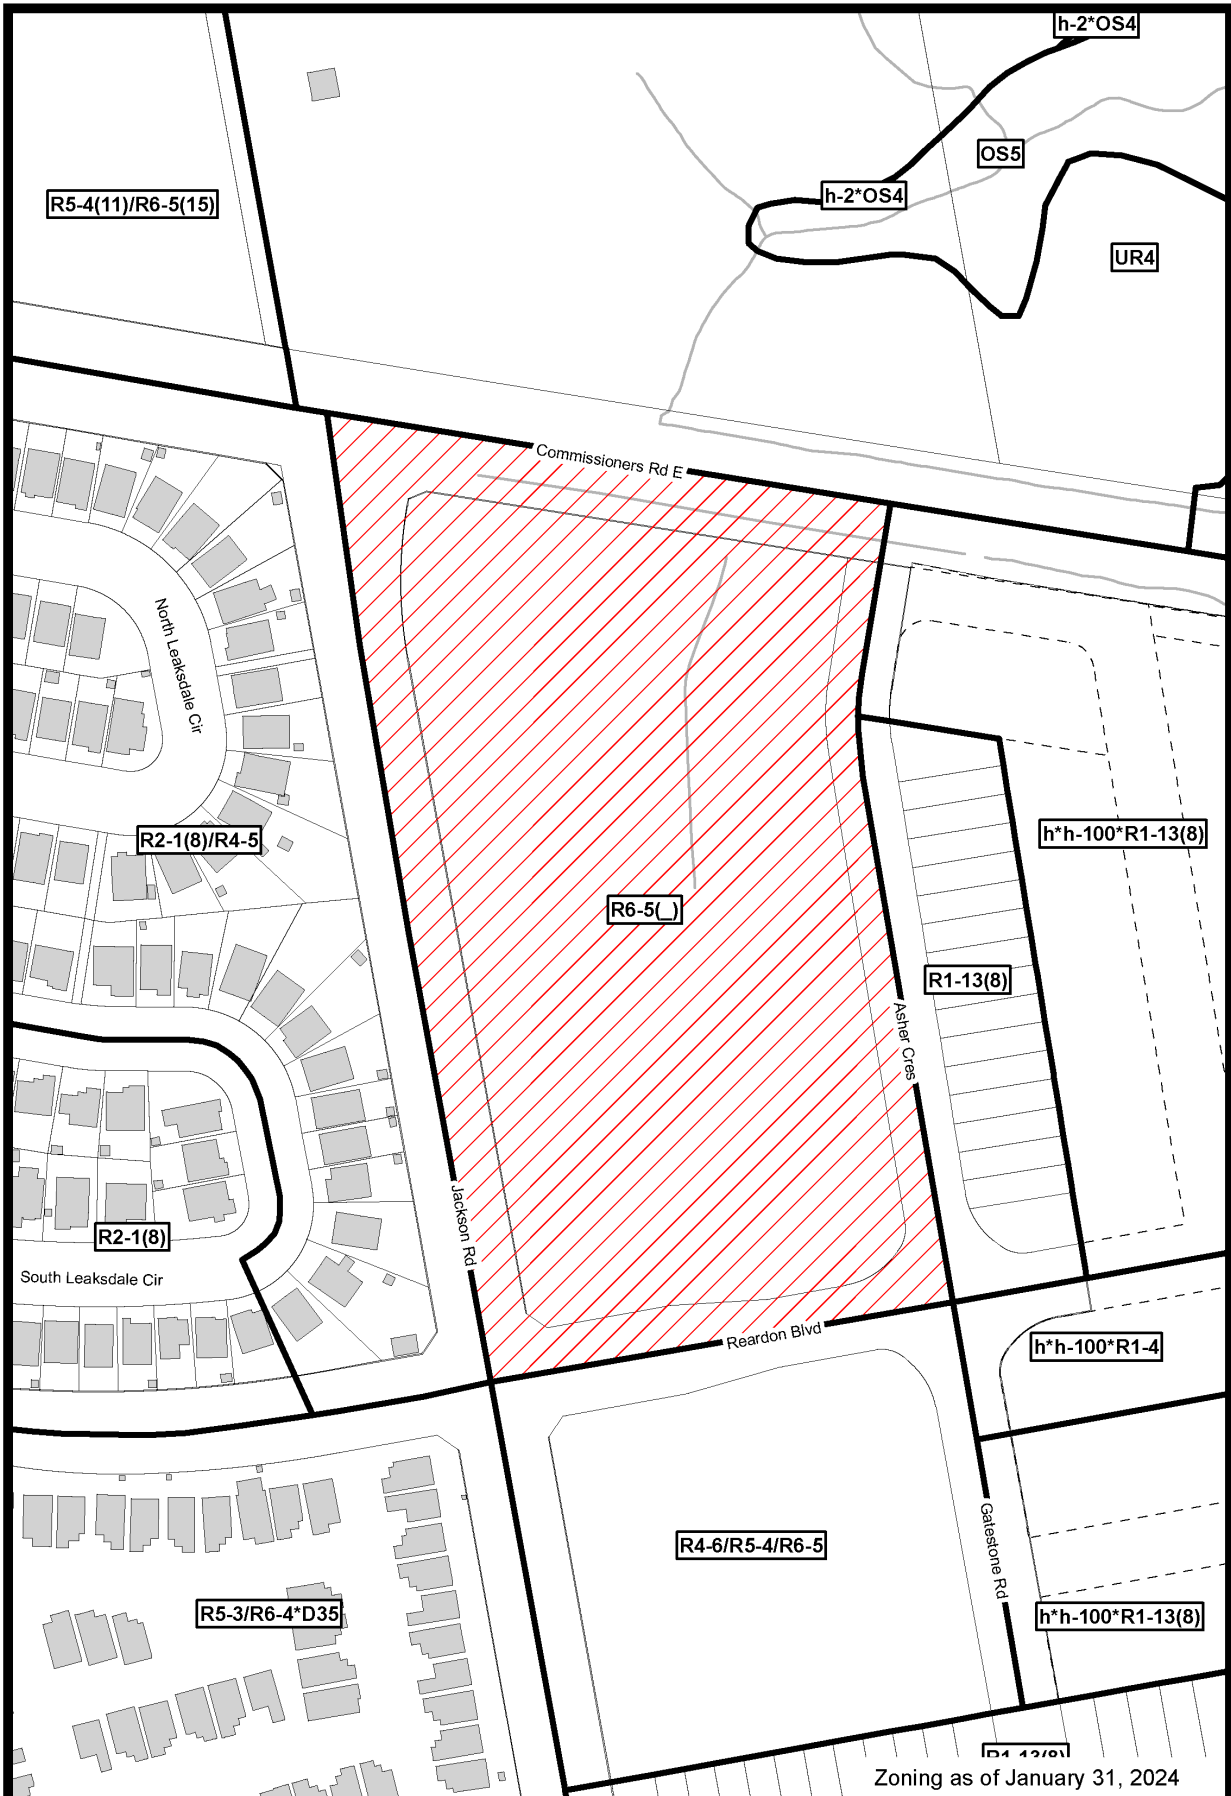 h-2*OS4
OS5
h-2*OS4
R5-4(11)/R6-5(15)
UR4
Commissioners Rd E
North Leaksdale Cir
R2-1(8)/R4-5
h*h-100*R1-13(8)
R6-5(_)
R1-13(8)
Asher Cres
Jackson Rd
R2-1(8)
South Leaksdale Cir
Reardon Blvd
h*h-100*R1-4
Gatestone Rd
R4-6/R5-4/R6-5
R5-3/R6-4*D35
h*h-100*R1-13(8)
R1-13(8)
Zoning as of January 31, 2024